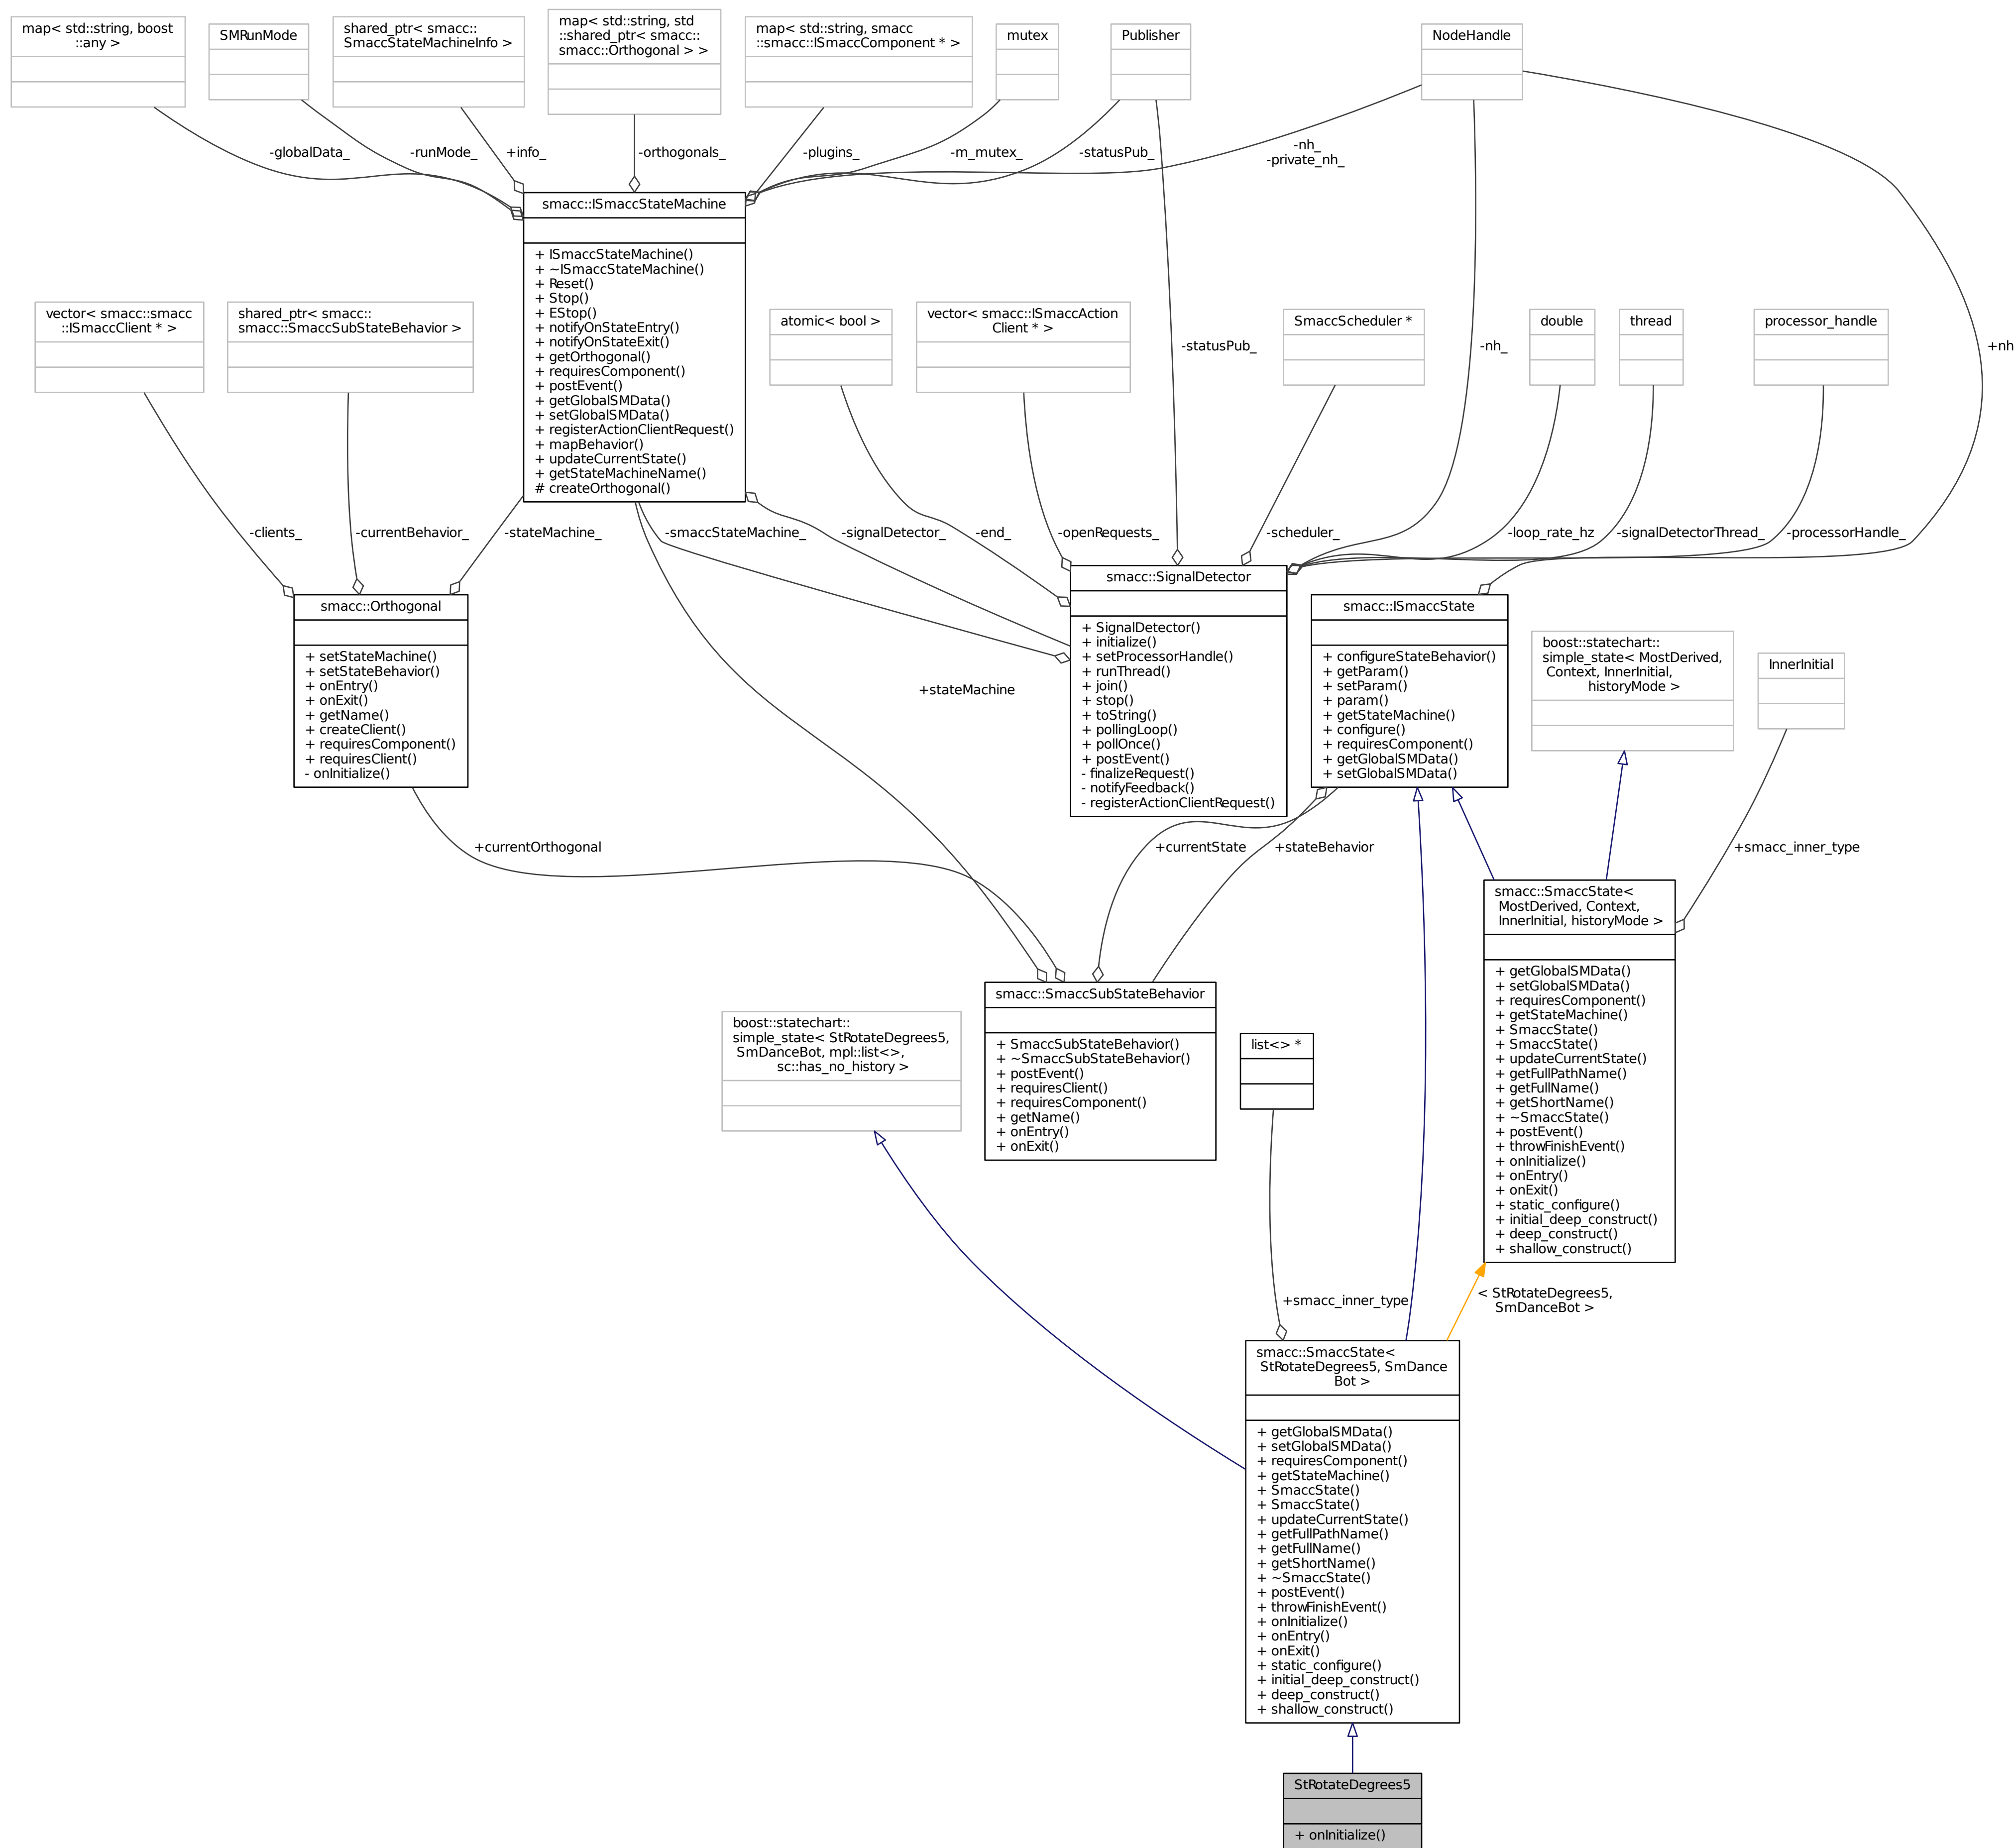 map< std::string, boost
::any >
SMRunMode
shared_ptr< smacc::
SmaccStateMachineInfo >
map< std::string, std
::shared_ptr< smacc::
smacc::Orthogonal > >
map< std::string, smacc
::smacc::ISmaccComponent * >
mutex
Publisher
NodeHandle
-globalData_
-runMode_
+info_
-orthogonals_
-plugins_
-m_mutex_
-statusPub_
-nh_
-private_nh_
smacc::ISmaccStateMachine
+ ISmaccStateMachine()
+ ~ISmaccStateMachine()
+ Reset()
+ Stop()
+ EStop()
+ notifyOnStateEntry()
+ notifyOnStateExit()
+ getOrthogonal()
+ requiresComponent()
+ postEvent()
+ getGlobalSMData()
+ setGlobalSMData()
+ registerActionClientRequest()
+ mapBehavior()
+ updateCurrentState()
+ getStateMachineName()
# createOrthogonal()
vector< smacc::smacc
::ISmaccClient * >
shared_ptr< smacc::
smacc::SmaccSubStateBehavior >
atomic< bool >
vector< smacc::ISmaccAction
Client * >
SmaccScheduler *
double
thread
processor_handle
-statusPub_
-nh_
+nh
-clients_
-currentBehavior_
-stateMachine_
-smaccStateMachine_
-signalDetector_
-end_
-openRequests_
-scheduler_
-loop_rate_hz
-signalDetectorThread_
-processorHandle_
smacc::Orthogonal
+ setStateMachine()
+ setStateBehavior()
+ onEntry()
+ onExit()
+ getName()
+ createClient()
+ requiresComponent()
+ requiresClient()
- onInitialize()
smacc::SignalDetector
+ SignalDetector()
+ initialize()
+ setProcessorHandle()
+ runThread()
+ join()
+ stop()
+ toString()
+ pollingLoop()
+ pollOnce()
+ postEvent()
- finalizeRequest()
- notifyFeedback()
- registerActionClientRequest()
smacc::ISmaccState
+ configureStateBehavior()
+ getParam()
+ setParam()
+ param()
+ getStateMachine()
+ configure()
+ requiresComponent()
+ getGlobalSMData()
+ setGlobalSMData()
boost::statechart::
simple_state< MostDerived,
Context, InnerInitial,
historyMode >
InnerInitial
+stateMachine
+currentOrthogonal
+currentState
+stateBehavior
+smacc_inner_type
smacc::SmaccState<
MostDerived, Context,
InnerInitial, historyMode >
+ getGlobalSMData()
+ setGlobalSMData()
+ requiresComponent()
+ getStateMachine()
+ SmaccState()
+ SmaccState()
+ updateCurrentState()
+ getFullPathName()
+ getFullName()
+ getShortName()
+ ~SmaccState()
+ postEvent()
+ throwFinishEvent()
+ onInitialize()
+ onEntry()
+ onExit()
+ static_configure()
+ initial_deep_construct()
+ deep_construct()
+ shallow_construct()
smacc::SmaccSubStateBehavior
+ SmaccSubStateBehavior()
+ ~SmaccSubStateBehavior()
+ postEvent()
+ requiresClient()
+ requiresComponent()
+ getName()
+ onEntry()
+ onExit()
boost::statechart::
simple_state< StRotateDegrees5,
SmDanceBot, mpl::list<>,
sc::has_no_history >
list<> *
+smacc_inner_type
< StRotateDegrees5,
SmDanceBot >
smacc::SmaccState<
StRotateDegrees5, SmDance
Bot >
+ getGlobalSMData()
+ setGlobalSMData()
+ requiresComponent()
+ getStateMachine()
+ SmaccState()
+ SmaccState()
+ updateCurrentState()
+ getFullPathName()
+ getFullName()
+ getShortName()
+ ~SmaccState()
+ postEvent()
+ throwFinishEvent()
+ onInitialize()
+ onEntry()
+ onExit()
+ static_configure()
+ initial_deep_construct()
+ deep_construct()
+ shallow_construct()
StRotateDegrees5
+ onInitialize()